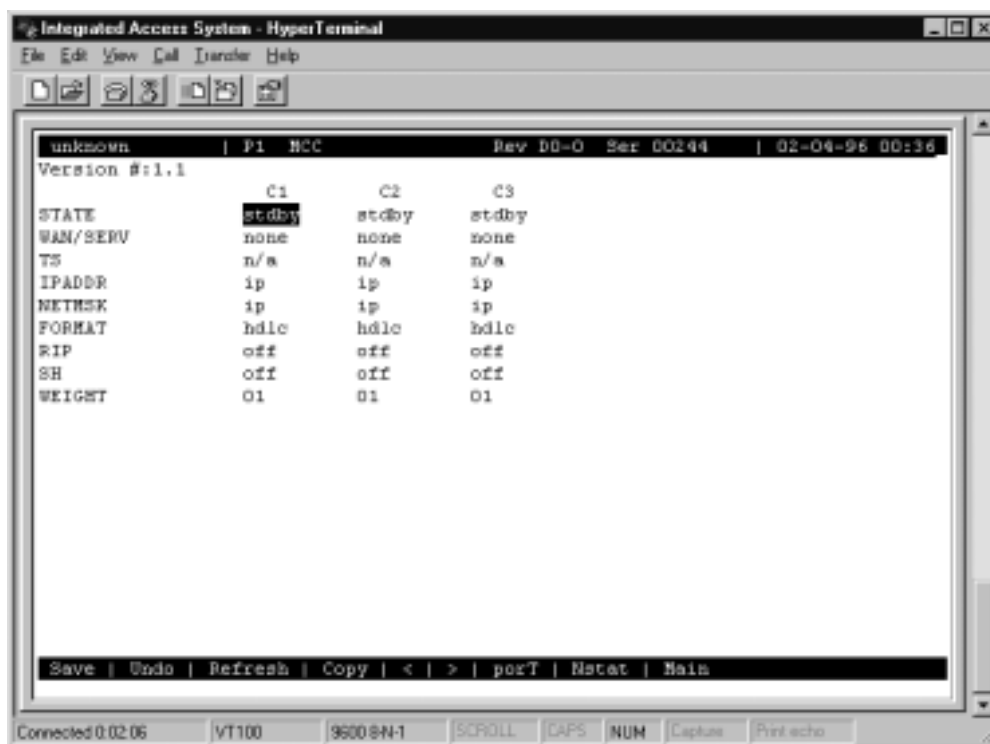 Integrated Access System - HyperTerminal
File Edit View Call Transfer Help
unknown | P1 MCC Rev D0-0 Ser 00244 | 02-04-96 00:36
Version #:1.1
C1 C2 C3
STATE stdby stdby stdby
WAN/SERV none none none
TS n/a n/a n/a
IPADDR ip ip ip
NETMSK ip ip ip
FORMAT hdlc hdlc hdlc
RIP off off off
SH off off off
WEIGHT 01 01 01
Save | Undo | Refresh | Copy | < | > | porT | Nstat | Main
Connected 0:02:06 VT100 9600 8-N-1 SCROLL CAPS NUM Capture Print echo